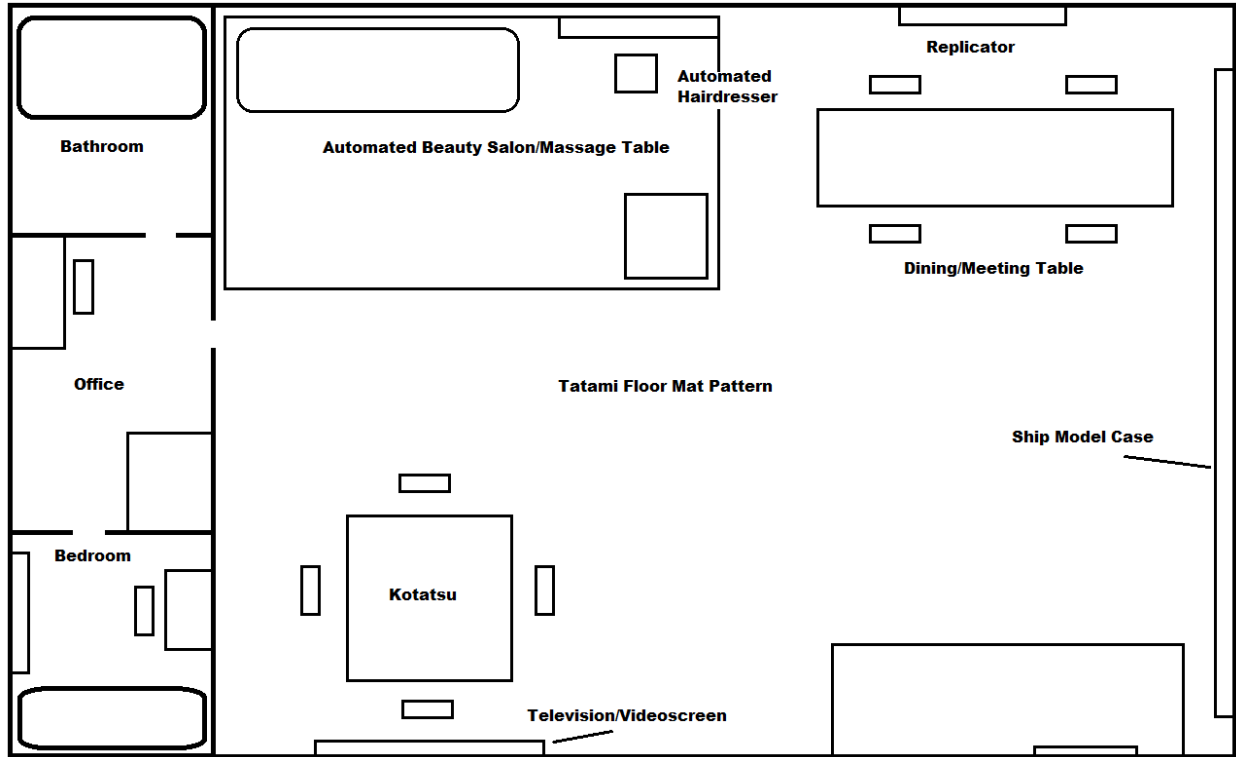 Replicator
Automated
Hairdresser
Bathroom
Automated Beauty Salon/Massage Table
Dining/Meeting Table
Office
Tatami Floor Mat Pattern
Ship Model Case
Bedroom
Kotatsu
Television/Videoscreen